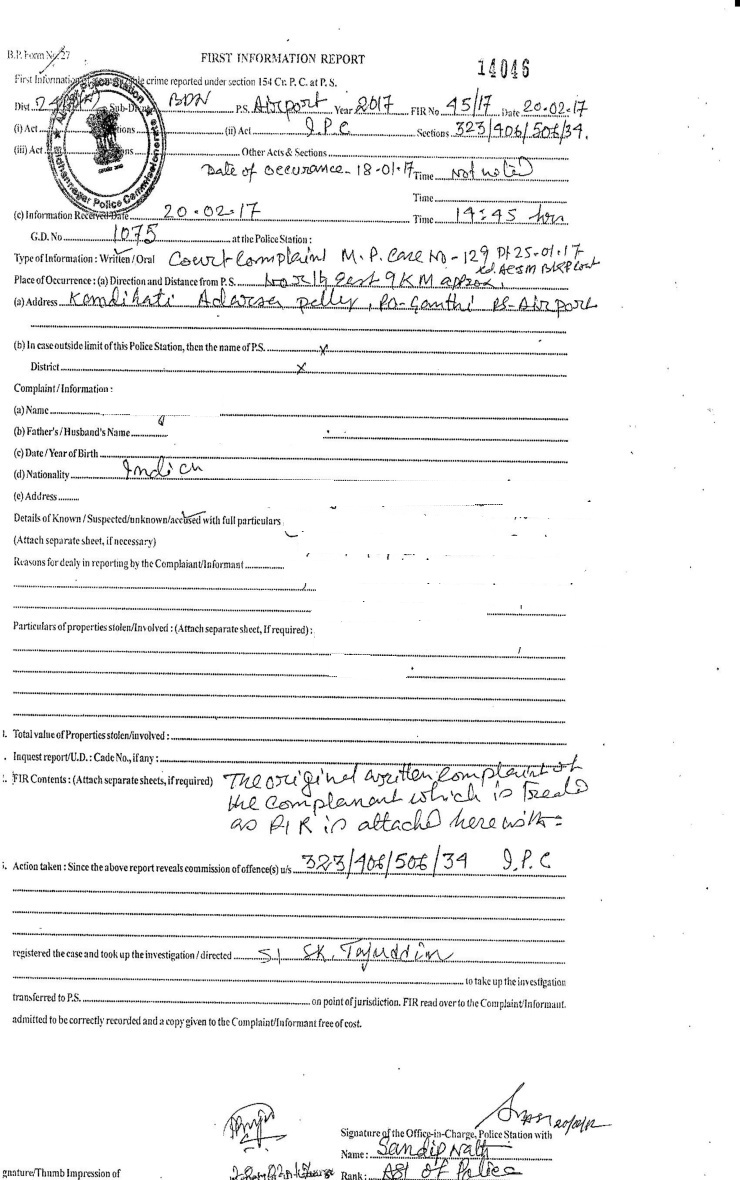 B.P. Form No. 27
FIRST INFORMATION REPORT
14046
First Information of cognizable crime reported under section 154 Cr. P. C. at P. S.
Dist. Sub-Div BDN P.S. Airport Year 2017 FIR No 45/17 Date 20-02-17
(i) Act Sections (ii) Act I.P.C Sections 323/406/506/34.
(iii) Act Other Acts & Sections
Date of occurance - 18-01-17 Time Not noted
Time
(c) Information Received Date 20-02-17 Time 14:45 hrs
G.D. No 1075 at the Police Station :
Type of Information : Written / Oral Court Complaint M.P. Case No - 129 Dt 25-01-17
Ld. ACJM BKP Court
Place of Occurrence : (a) Direction and Distance from P.S. North East 9 KM approx,
(a) Address Kamdihati Adarsa pally, PO-Ganthi PS-Airport
(b) In case outside limit of this Police Station, then the name of P.S. x
District x
Complaint / Information :
(a) Name
(b) Father's / Husband's Name
(c) Date / Year of Birth
(d) Nationality Indian
(e) Address
Details of Known / Suspected/unknown/accused with full particulars
(Attach separate sheet, if necessary)
Reasons for dealy in reporting by the Complaiant/Informant
Particulars of properties stolen/Involved : (Attach separate sheet, If required) :
Total value of Properties stolen/involved :
Inquest report/U.D. : Cade No., if any :
FIR Contents : (Attach separate sheets, if required) The original written complaint of
the complanant which is treated
as FIR is attached here with=
Action taken : Since the above report reveals commission of offence(s) u/s 323/406/506/34 I.P.C
registered the case and took up the investigation / directed SI SK. Tajuddin
to take up the investigation
transferred to P.S. on point of jurisdiction. FIR read over to the Complaint/Informant.
admitted to be correctly recorded and a copy given to the Complaint/Informant free of cost.
Signature of the Office-in-Charge, Police Station with
Name : Sandip Nath
gnature/Thumb Impression of Rank : ASI of Police